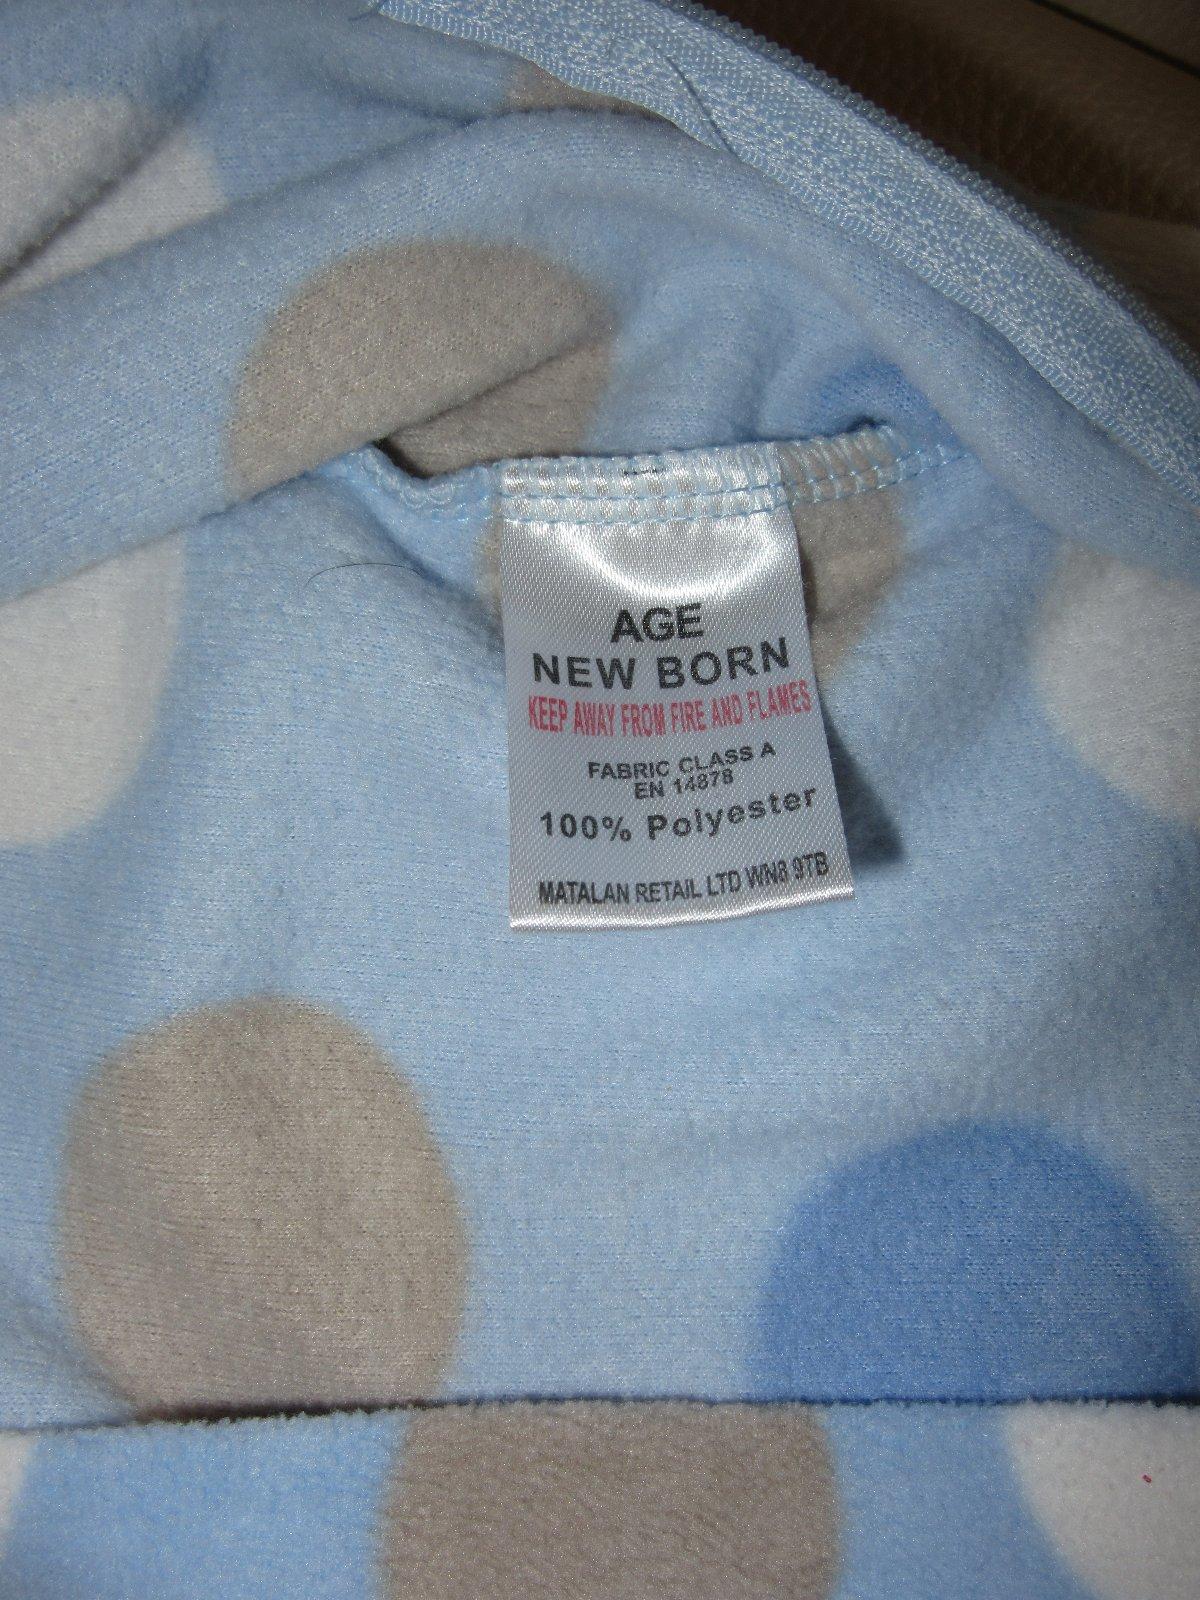 AGE
NEW BORN
KEEP AWAY FROM FIRE AND FLAMES
FABRIC CLASS A
EN 14878
100% Polyester
MATALAN RETAIL LTD WN8 9TB